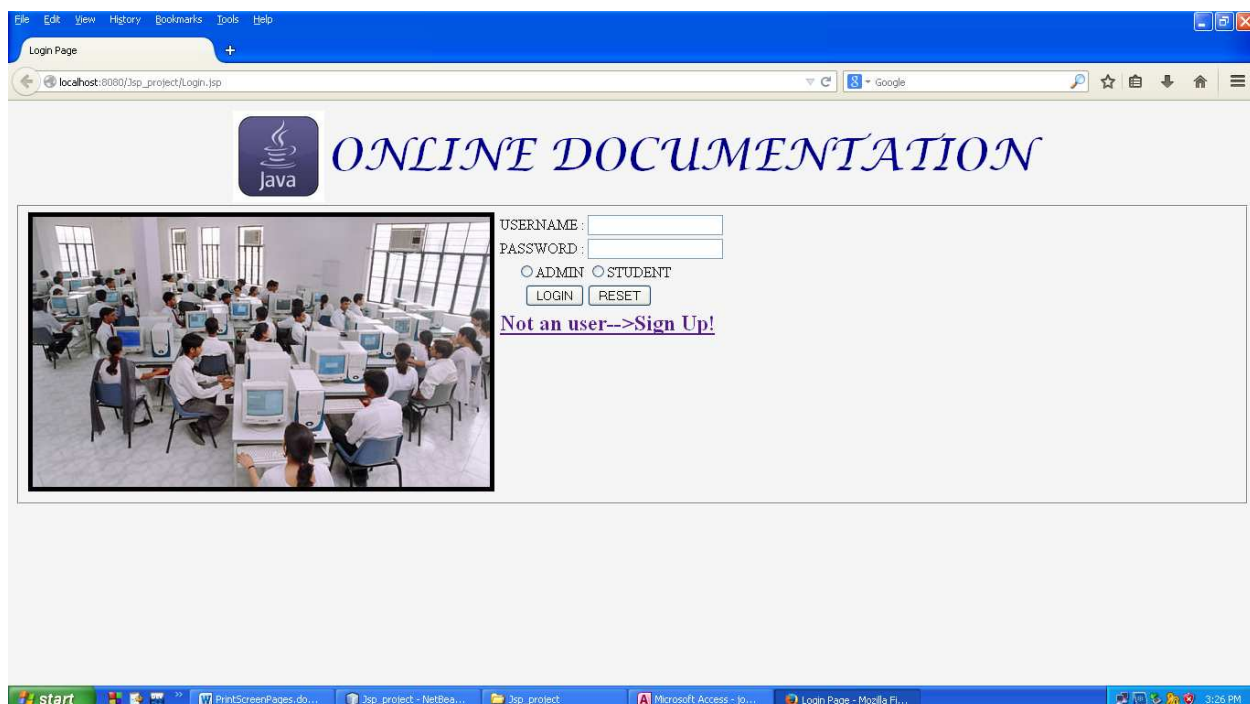 File Edit View History Bookmarks Tools Help
Login Page
+
localhost:8080/Jsp_project/Login.jsp
8 Google
Java
ONLINE DOCUMENTATION
USERNAME :
PASSWORD :
ADMIN STUDENT
LOGIN RESET
Not an user-->Sign Up!
start
PrintScreenPages.do...
Jsp_project - NetBea...
Jsp_project
Microsoft Access - jo...
Login Page - Mozilla Fi...
3:26 PM